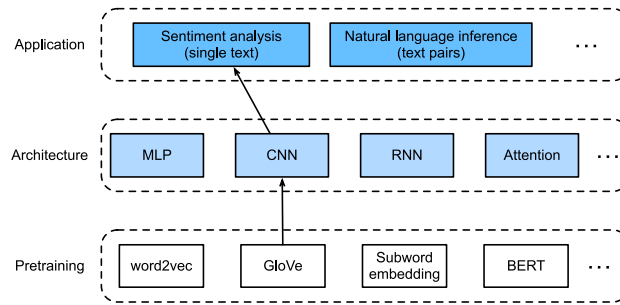 Application
Sentiment analysis
(single text)
Natural language inference
(text pairs)
...
Architecture
MLP
CNN
RNN
Attention
...
Pretraining
word2vec
GloVe
Subword
embedding
BERT
...